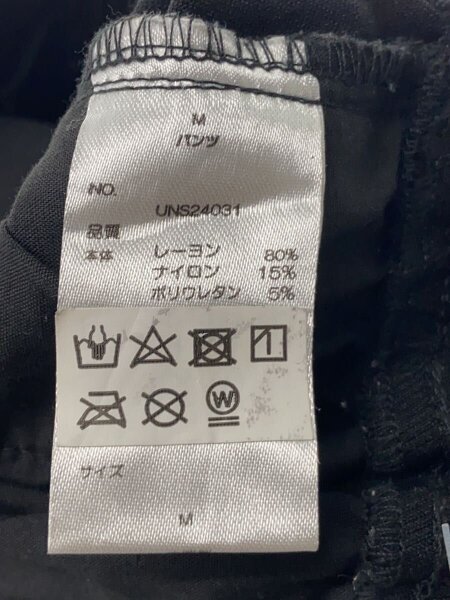 M
パンツ
NO.
UNS24031
品質
本体 レーヨン 80%
ナイロン 15%
ポリウレタン 5%
W
サイズ
M